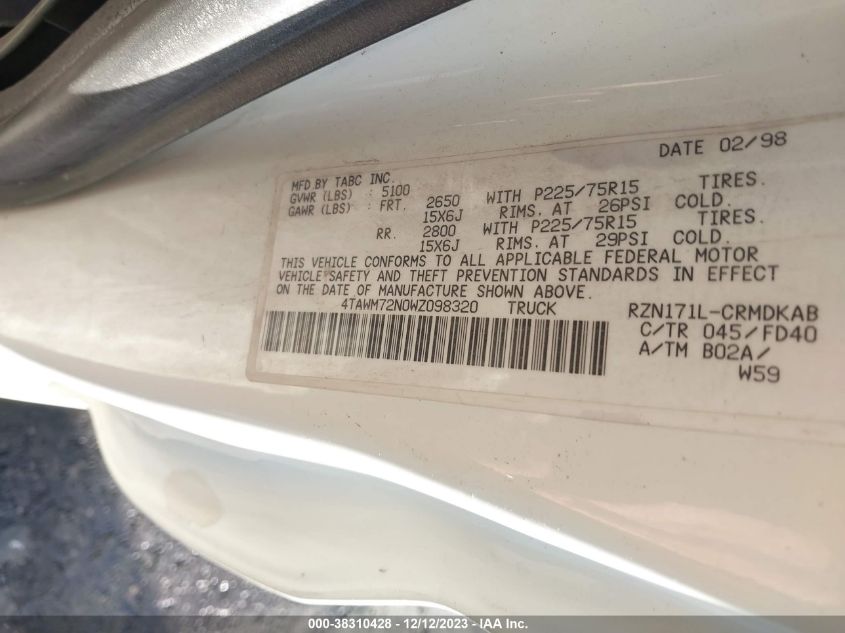 DATE 02/98
MFD BY TABC INC.
GVWR (LBS) : 5100
GAWR (LBS) : FRT. 2650 WITH P225/75R15 TIRES.
15X6J RIMS. AT 26PSI COLD.
RR. 2800 WITH P225/75R15 TIRES.
15X6J RIMS. AT 29PSI COLD.
THIS VEHICLE CONFORMS TO ALL APPLICABLE FEDERAL MOTOR
VEHICLE SAFETY AND THEFT PREVENTION STANDARDS IN EFFECT
ON THE DATE OF MANUFACTURE SHOWN ABOVE.
4TAWM72N0WZ098320 TRUCK RZN171L-CRMDKAB
C/TR 045/FD40
A/TM B02A/
W59
000-38310428 - 12/12/2023 - IAA, Inc.